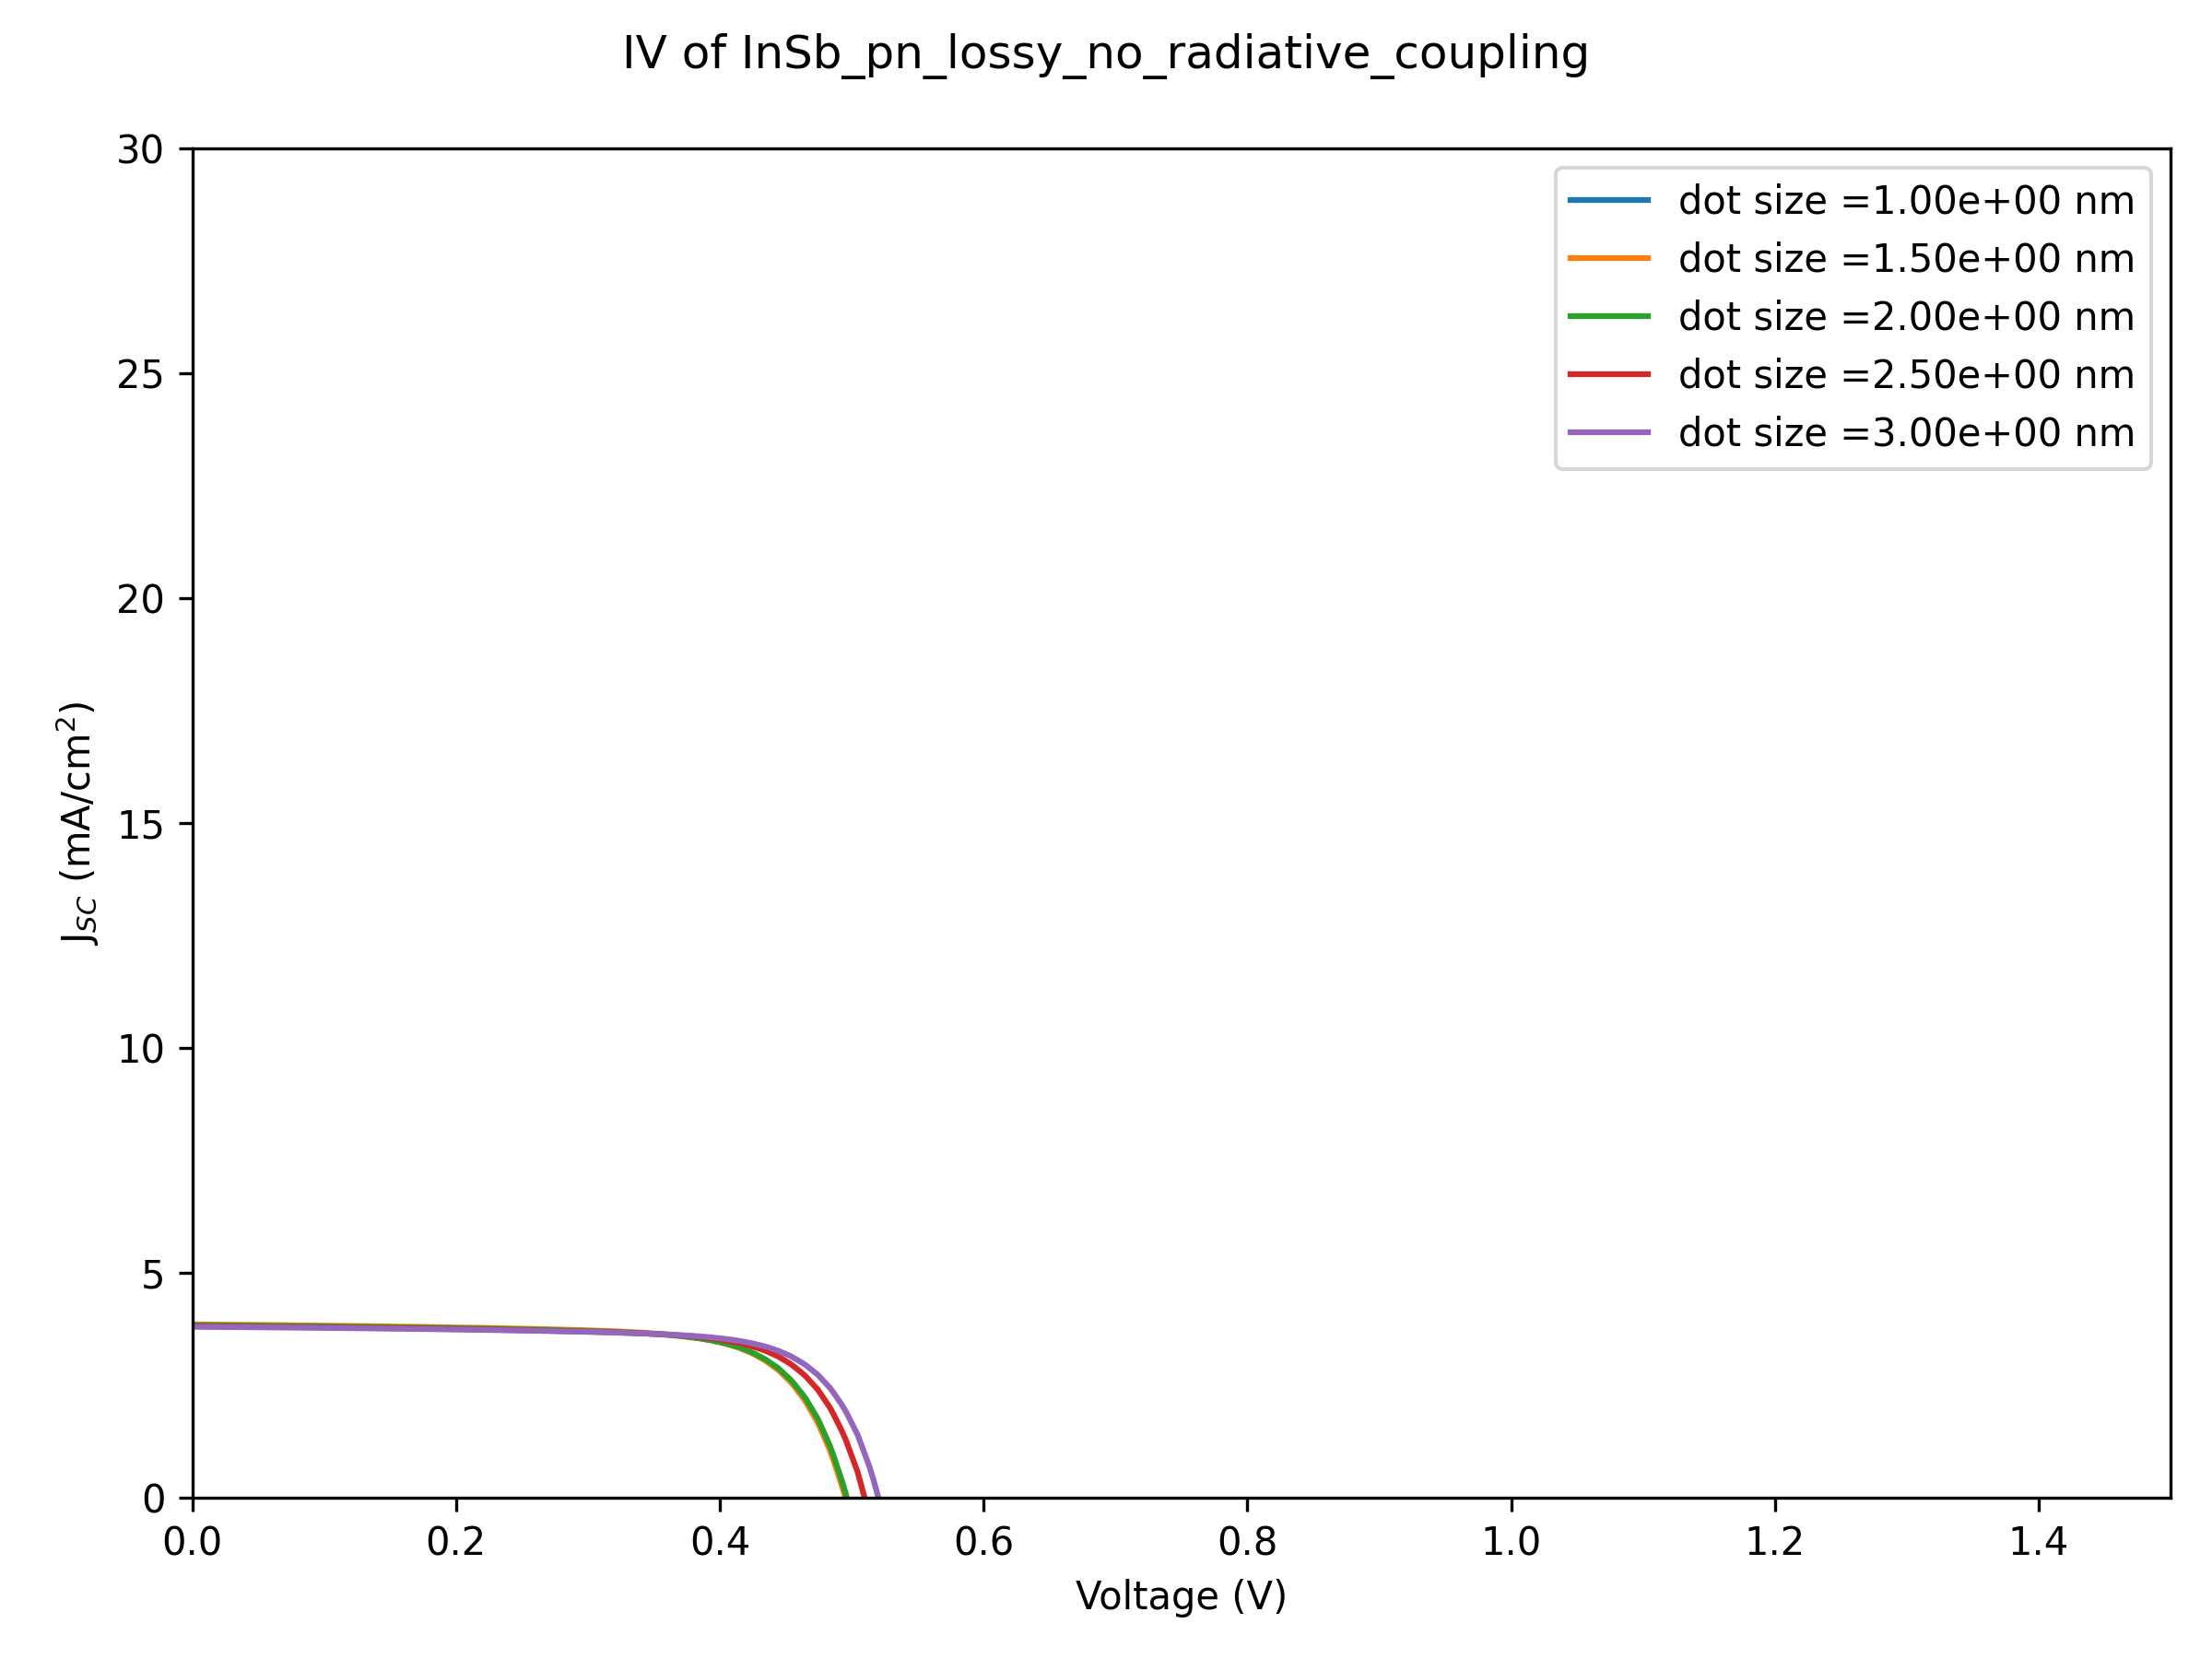 IV of InSb_pn_lossy_no_radiative_coupling
30
25
20
15
10
5
0
J_SC (mA/cm²)
dot size =1.00e+00 nm
dot size =1.50e+00 nm
dot size =2.00e+00 nm
dot size =2.50e+00 nm
dot size =3.00e+00 nm
0.0 0.2 0.4 0.6 0.8 1.0 1.2 1.4
Voltage (V)